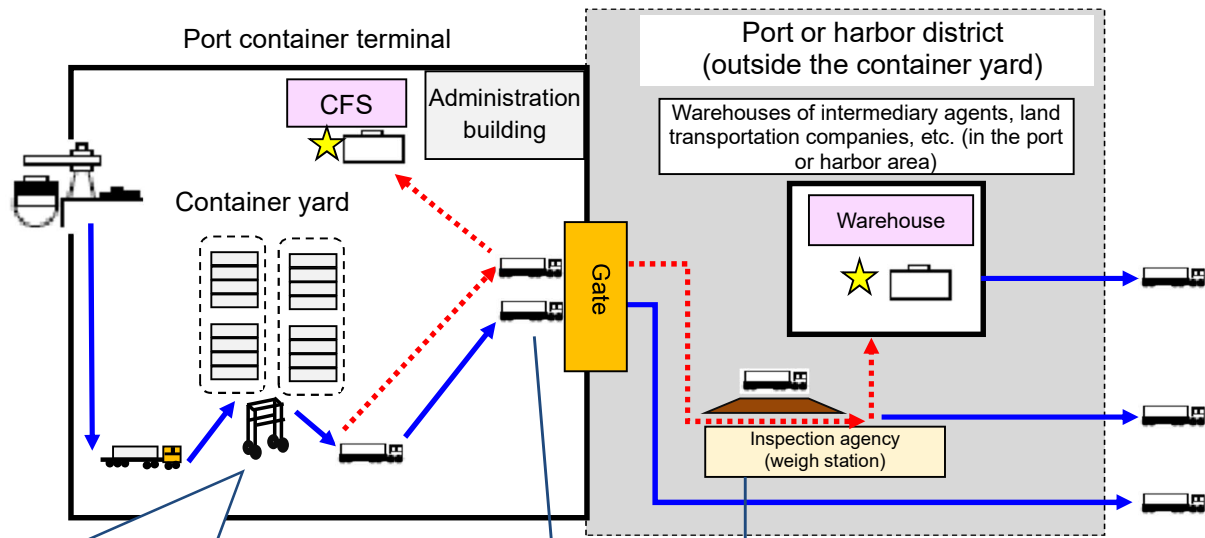 Port container terminal
CFS
Administration
building
Container yard
Gate
Port or harbor district
(outside the container yard)
Warehouses of intermediary agents, land
transportation companies, etc. (in the port
or harbor area)
Warehouse
Inspection agency
(weigh station)